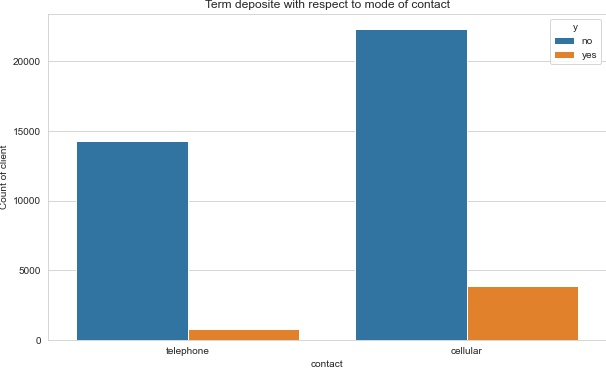 Term deposite with respect to mode of contact
y
no
yes
20000
15000
10000
5000
0
Count of client
telephone cellular
contact